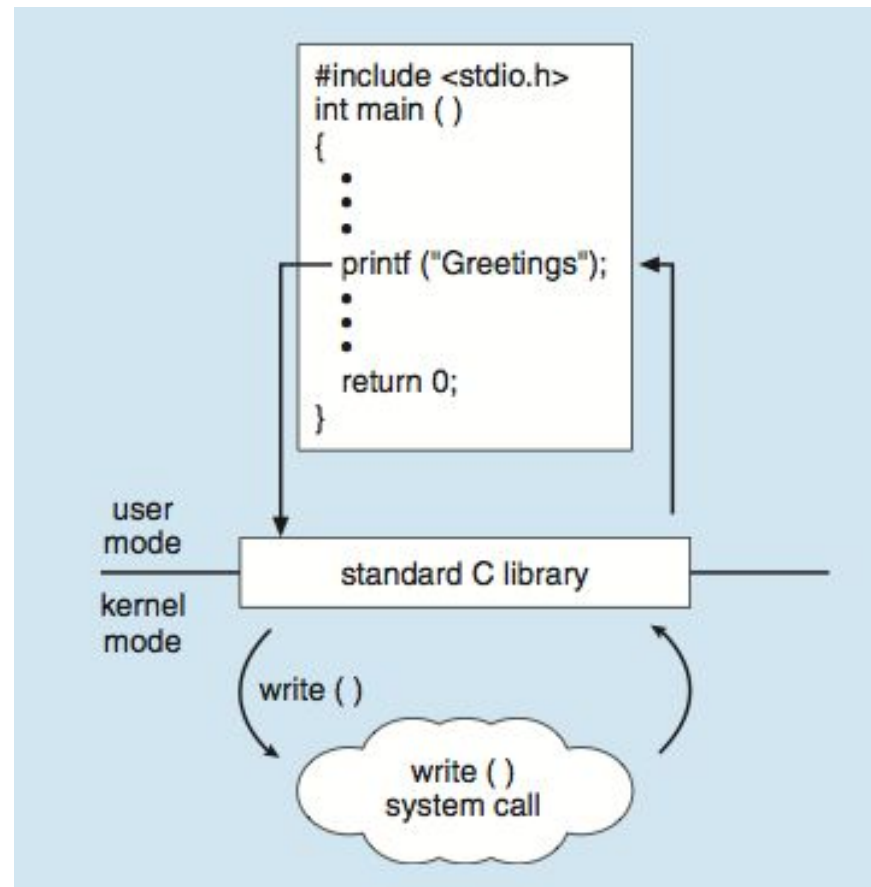 #include <stdio.h>
int main ( )
{
•
•
•
printf ("Greetings");
•
•
•
return 0;
}
user
mode
standard C library
kernel
mode
write ( )
write ( )
system call